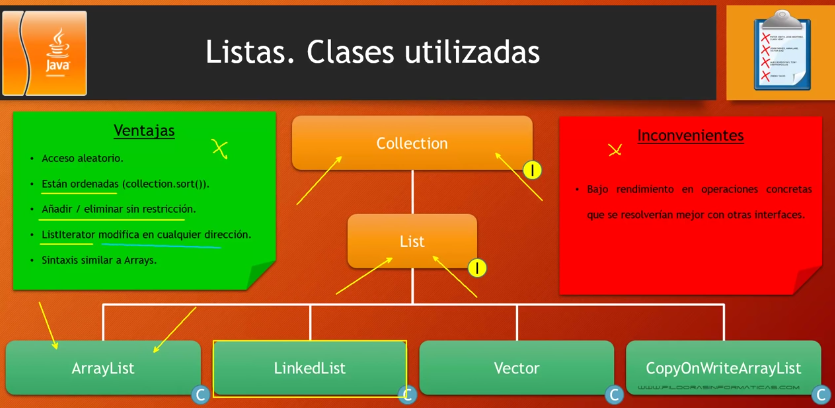 Java
Listas. Clases utilizadas
Ventajas
• Acceso aleatorio.
• Están ordenadas (collection.sort()).
• Añadir / eliminar sin restricción.
• ListIterator modifica en cualquier dirección.
• Sintaxis similar a Arrays.
Collection
I
List
I
Inconvenientes
• Bajo rendimiento en operaciones concretas
que se resolverían mejor con otras interfaces.
ArrayList
C
LinkedList
C
Vector
C
CopyOnWriteArrayList
C
WWW.PILDORASINFORMATICAS.COM